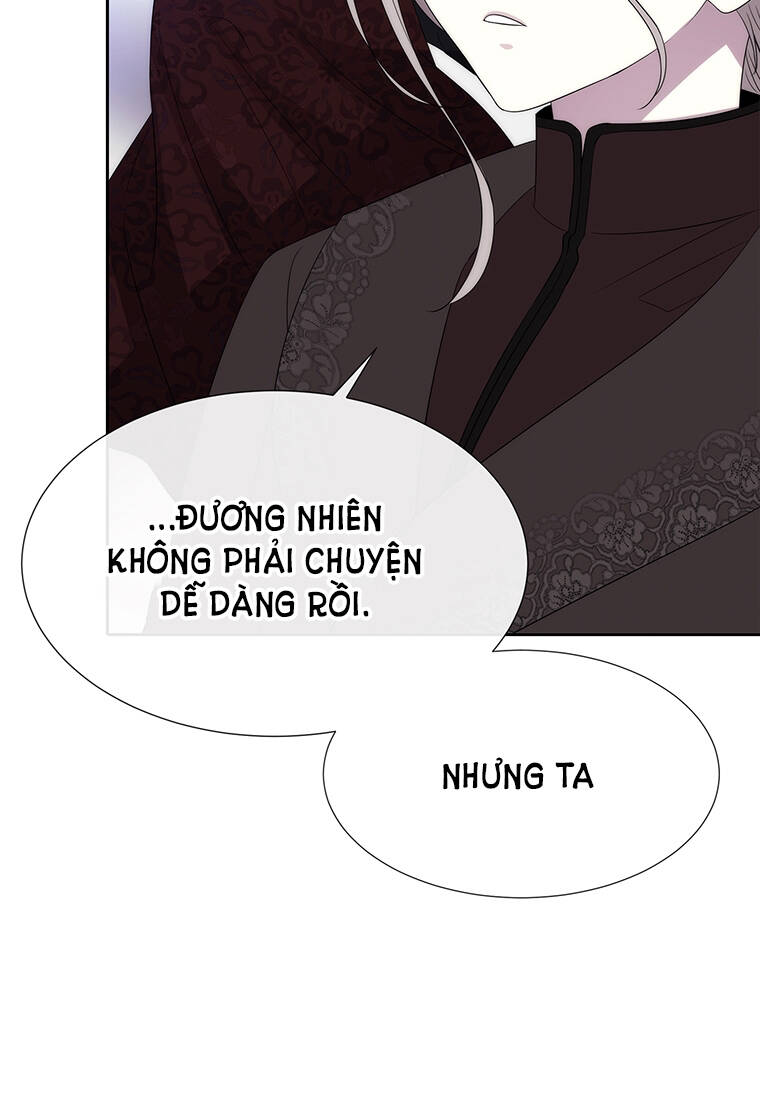 ...ĐƯƠNG NHIÊN
KHÔNG PHẢI CHUYỆN
DỄ DÀNG RỒI.
NHƯNG TA